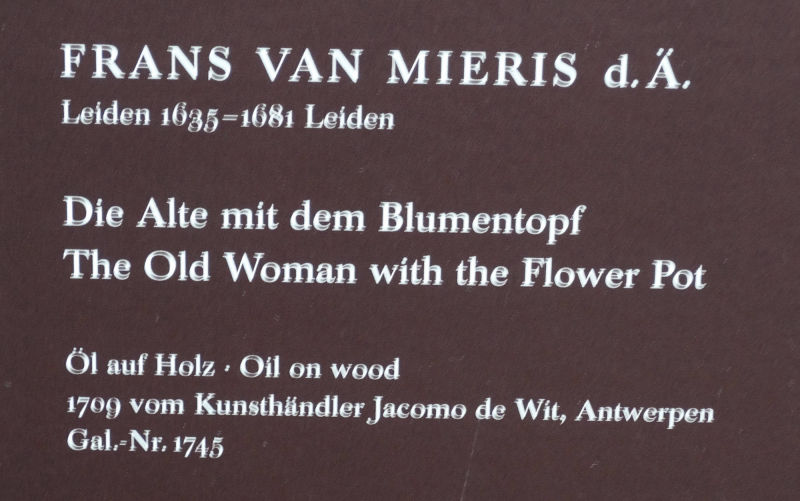 FRANS VAN MIERIS d. Ä.
Leiden 1635–1681 Leiden
Die Alte mit dem Blumentopf
The Old Woman with the Flower Pot
Öl auf Holz · Oil on wood
1709 vom Kunsthändler Jacomo de Wit, Antwerpen
Gal.-Nr. 1745